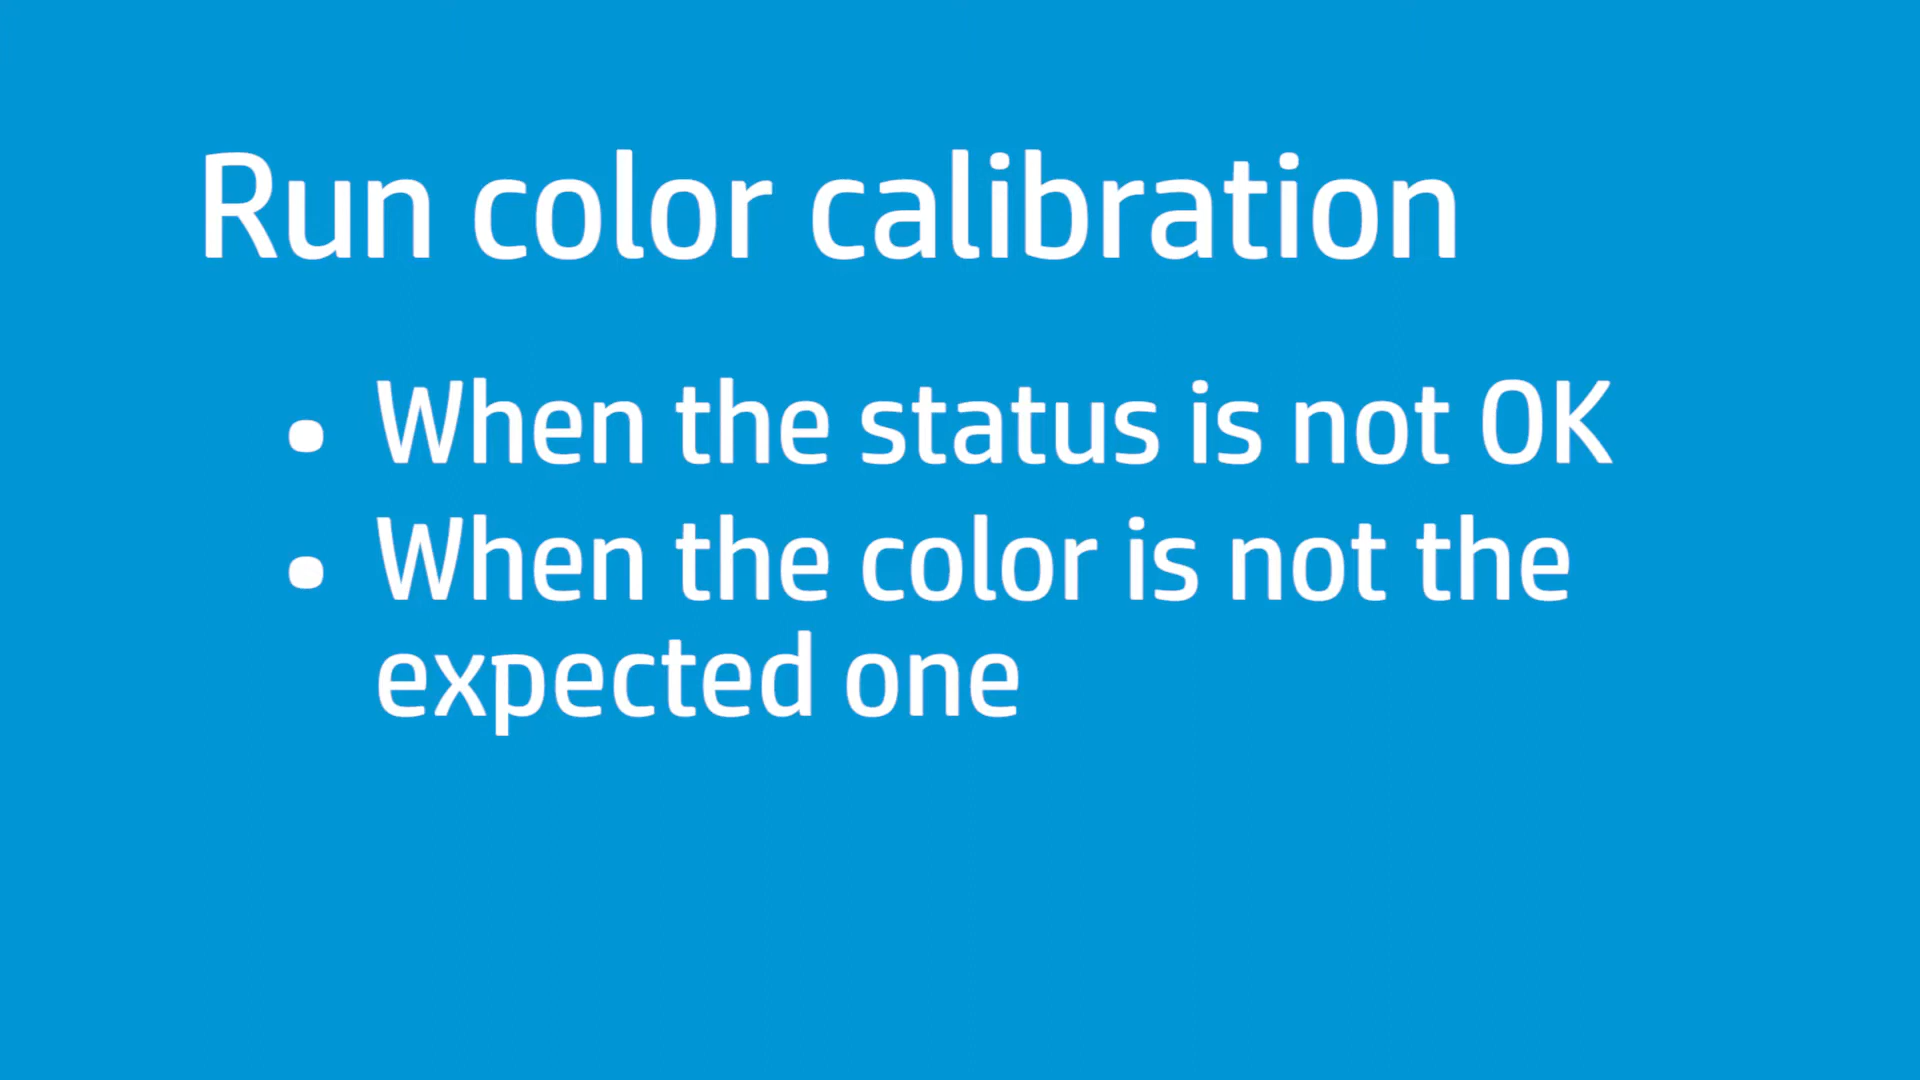 Run color calibration
• When the status is not OK
• When the color is not the
expected one